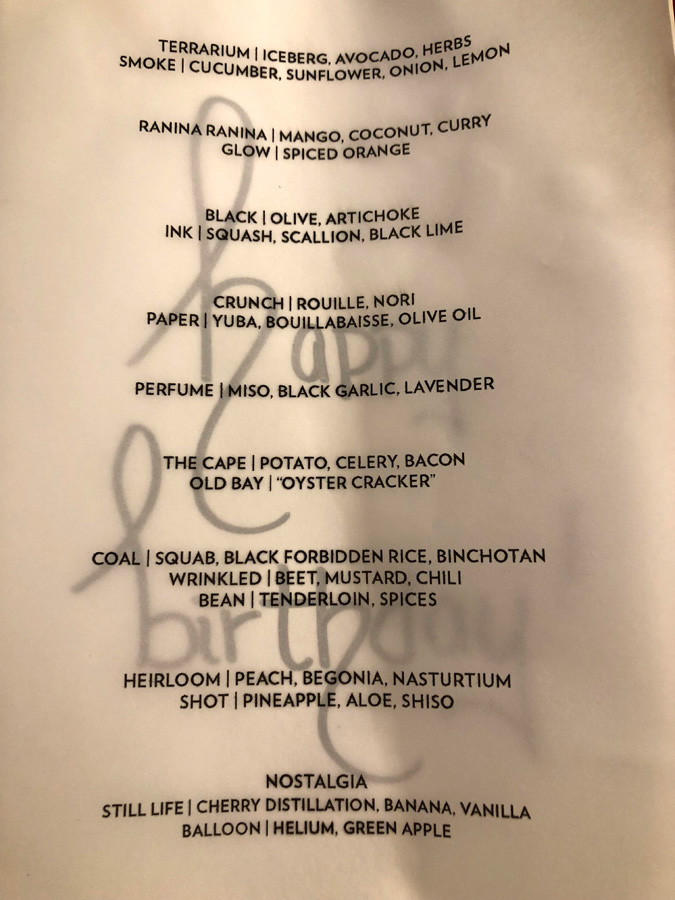 TERRARIUM | ICEBERG, AVOCADO, HERBS
SMOKE | CUCUMBER, SUNFLOWER, ONION, LEMON
RANINA RANINA | MANGO, COCONUT, CURRY
GLOW | SPICED ORANGE
BLACK | OLIVE, ARTICHOKE
INK | SQUASH, SCALLION, BLACK LIME
CRUNCH | ROUILLE, NORI
PAPER | YUBA, BOUILLABAISSE, OLIVE OIL
happy
PERFUME | MISO, BLACK GARLIC, LAVENDER
THE CAPE | POTATO, CELERY, BACON
OLD BAY | “OYSTER CRACKER”
COAL | SQUAB, BLACK FORBIDDEN RICE, BINCHOTAN
WRINKLED | BEET, MUSTARD, CHILI
BEAN | TENDERLOIN, SPICES
birthday
HEIRLOOM | PEACH, BEGONIA, NASTURTIUM
SHOT | PINEAPPLE, ALOE, SHISO
NOSTALGIA
STILL LIFE | CHERRY DISTILLATION, BANANA, VANILLA
BALLOON | HELIUM, GREEN APPLE